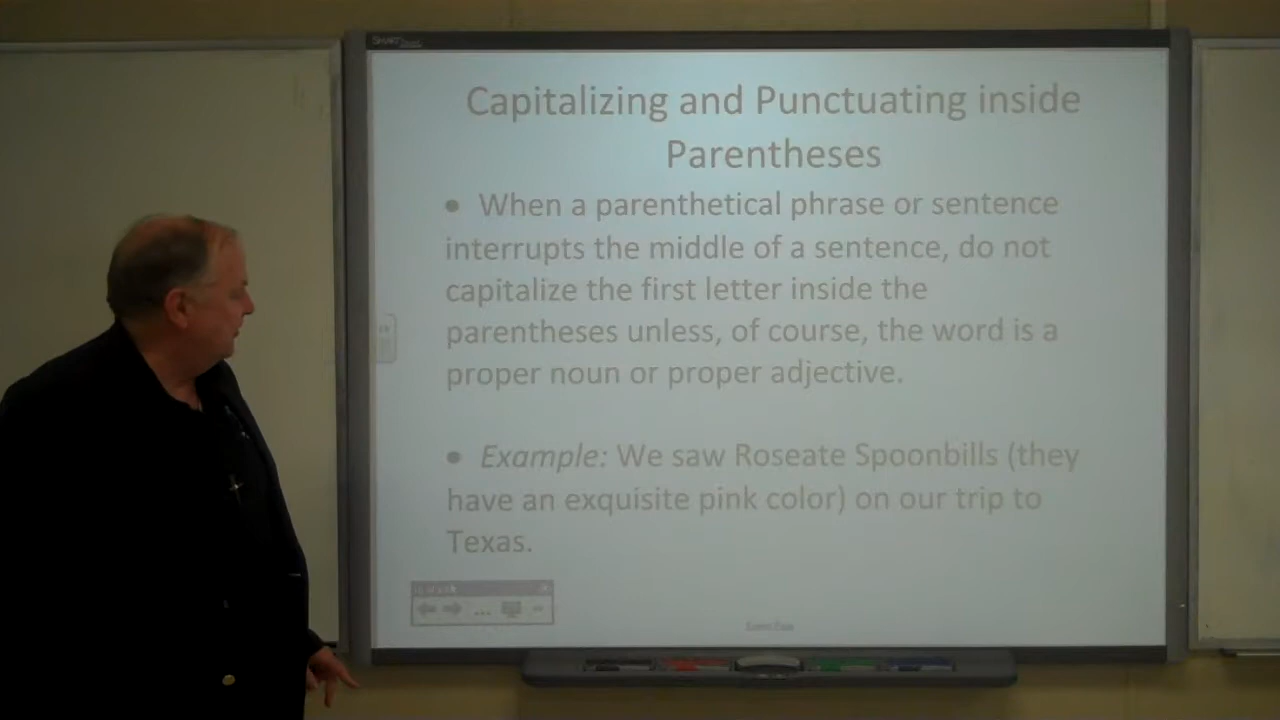 SMART
Capitalizing and Punctuating inside
Parentheses
• When a parenthetical phrase or sentence
interrupts the middle of a sentence, do not
capitalize the first letter inside the
parentheses unless, of course, the word is a
proper noun or proper adjective.
• Example: We saw Roseate Spoonbills (they
have an exquisite pink color) on our trip to
Texas.